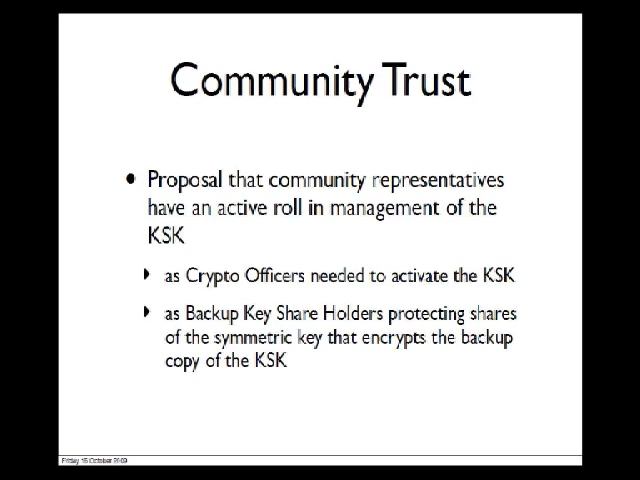 Community Trust
• Proposal that community representatives
have an active roll in management of the
KSK
‣ as Crypto Officers needed to activate the KSK
‣ as Backup Key Share Holders protecting shares
of the symmetric key that encrypts the backup
copy of the KSK
Friday 16 October 2009